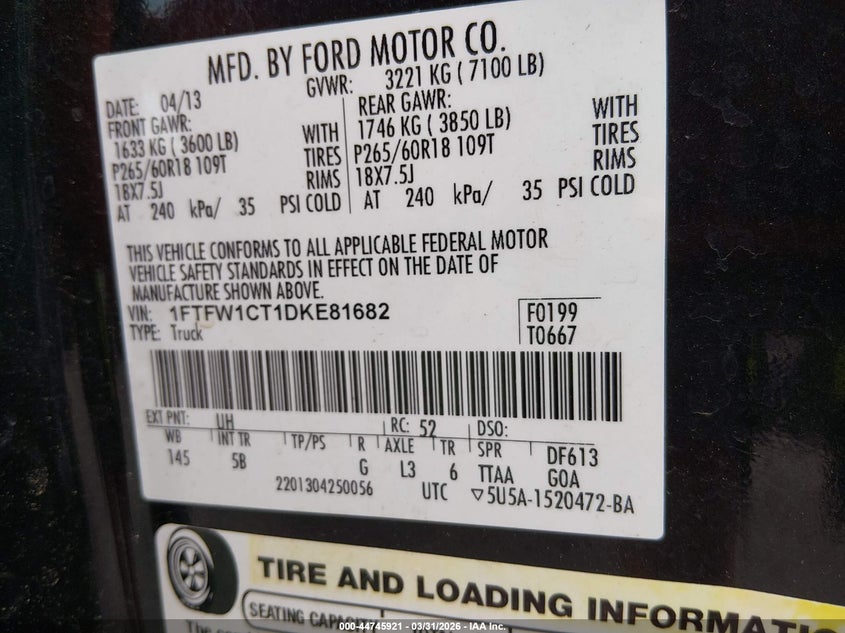 MFD. BY FORD MOTOR CO.
GVWR: 3221 KG ( 7100 LB)
DATE: 04/13
FRONT GAWR:
1633 KG ( 3600 LB) WITH
P265/60R18 109T TIRES
18X7.5J RIMS
AT 240 kPa/ 35 PSI COLD
REAR GAWR:
1746 KG ( 3850 LB) WITH
P265/60R18 109T TIRES
18X7.5J RIMS
AT 240 kPa/ 35 PSI COLD
THIS VEHICLE CONFORMS TO ALL APPLICABLE FEDERAL MOTOR
VEHICLE SAFETY STANDARDS IN EFFECT ON THE DATE OF
MANUFACTURE SHOWN ABOVE.
VIN: 1FTFW1CT1DKE81682
TYPE: Truck
F0199
T0667
EXT PNT: UH RC: 52 DSO:
WB INT TR TP/PS R AXLE TR SPR DF613
145 5B G L3 6 TTAA GOA
2201304250056 UTC ▽5U5A-1520472-BA
TIRE AND LOADING INFORMATIO
SEATING CAPACIT
000-44745921 - 03/31/2026 - IAA Inc.